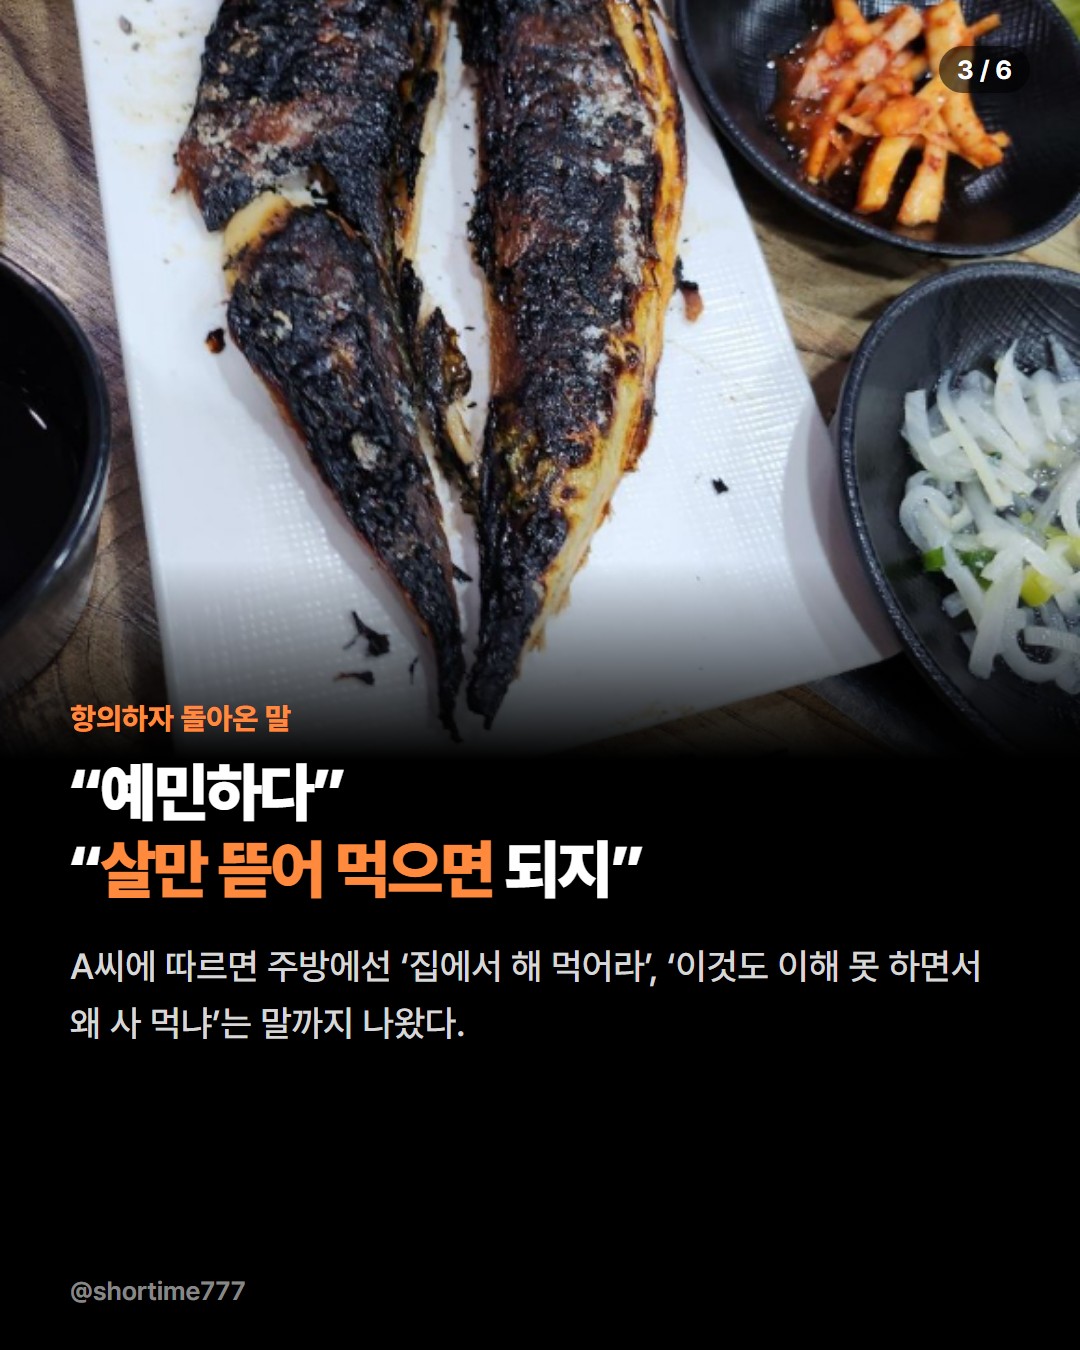 3 / 6
항의하자 돌아온 말
“예민하다”
“살만 뜯어 먹으면 되지”
A씨에 따르면 주방에선 ‘집에서 해 먹어라’, ‘이것도 이해 못 하면서
왜 사 먹냐’는 말까지 나왔다.
@shortime777